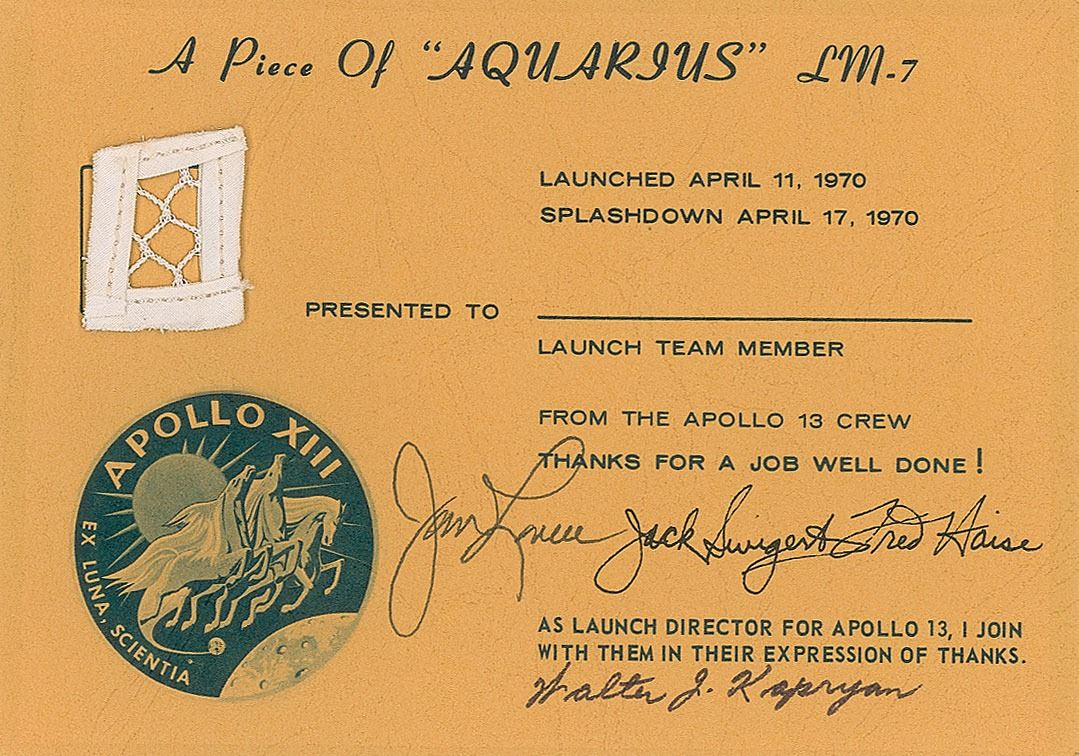 A Piece Of “AQUARIUS” LM-7
LAUNCHED APRIL 11, 1970
SPLASHDOWN APRIL 17, 1970
PRESENTED TO
LAUNCH TEAM MEMBER
FROM THE APOLLO 13 CREW
THANKS FOR A JOB WELL DONE!
APOLLO XIII
EX LUNA, SCIENTIA
Jim Lovell Jack Swigert Fred Haise
AS LAUNCH DIRECTOR FOR APOLLO 13, I JOIN
WITH THEM IN THEIR EXPRESSION OF THANKS.
Walter J. Kapryan